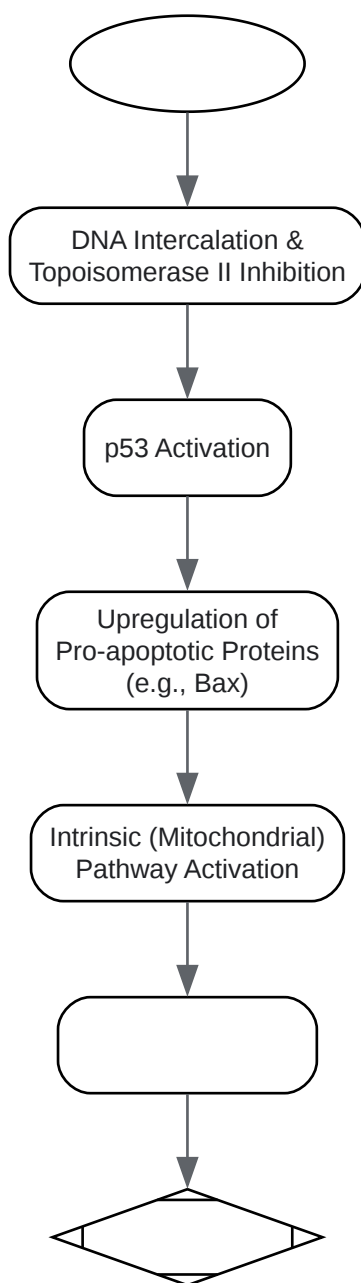 DNA Intercalation &
Topoisomerase II Inhibition
p53 Activation
Upregulation of
Pro-apoptotic Proteins
(e.g., Bax)
Intrinsic (Mitochondrial)
Pathway Activation